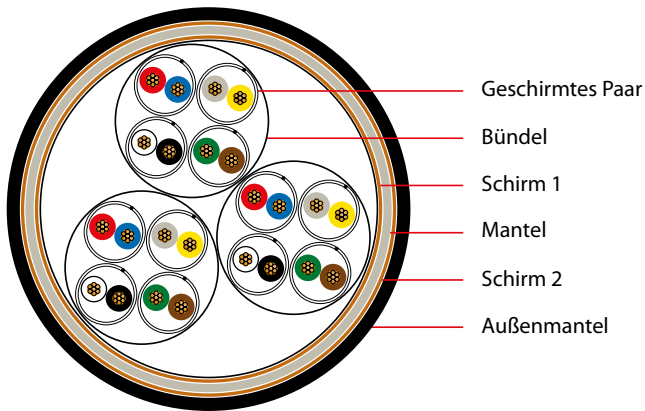 Geschirmtes Paar
Bündel
Schirm 1
Mantel
Schirm 2
Außenmantel